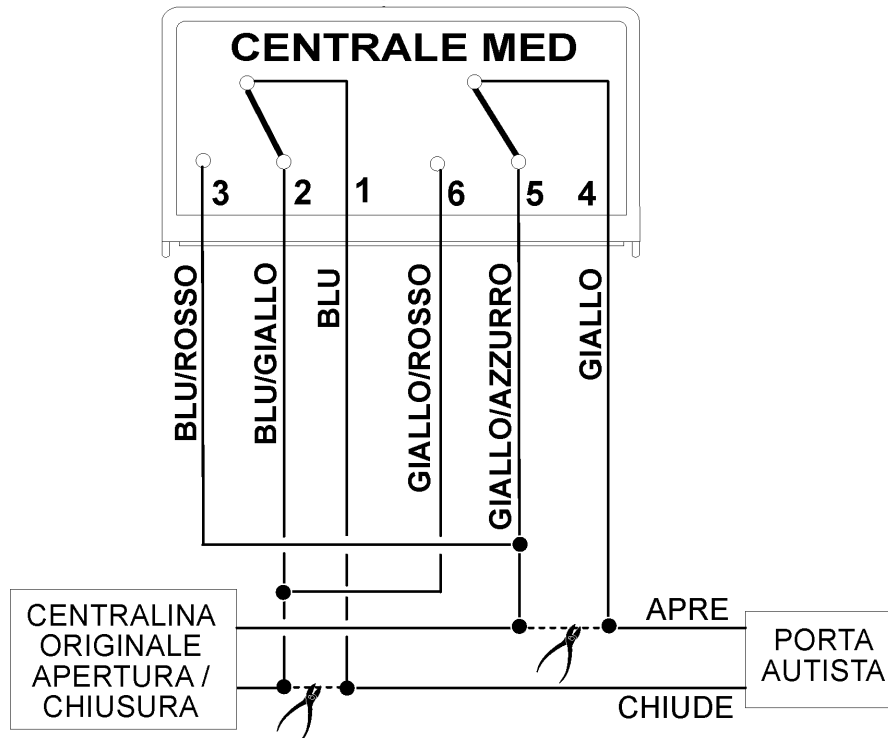 CENTRALE MED
3 2 1 6 5 4
BLU/ROSSO
BLU/GIALLO
BLU
GIALLO/ROSSO
GIALLO/AZZURRO
GIALLO
CENTRALINA
ORIGINALE
APERTURA /
CHIUSURA
APRE
CHIUDE
PORTA
AUTISTA